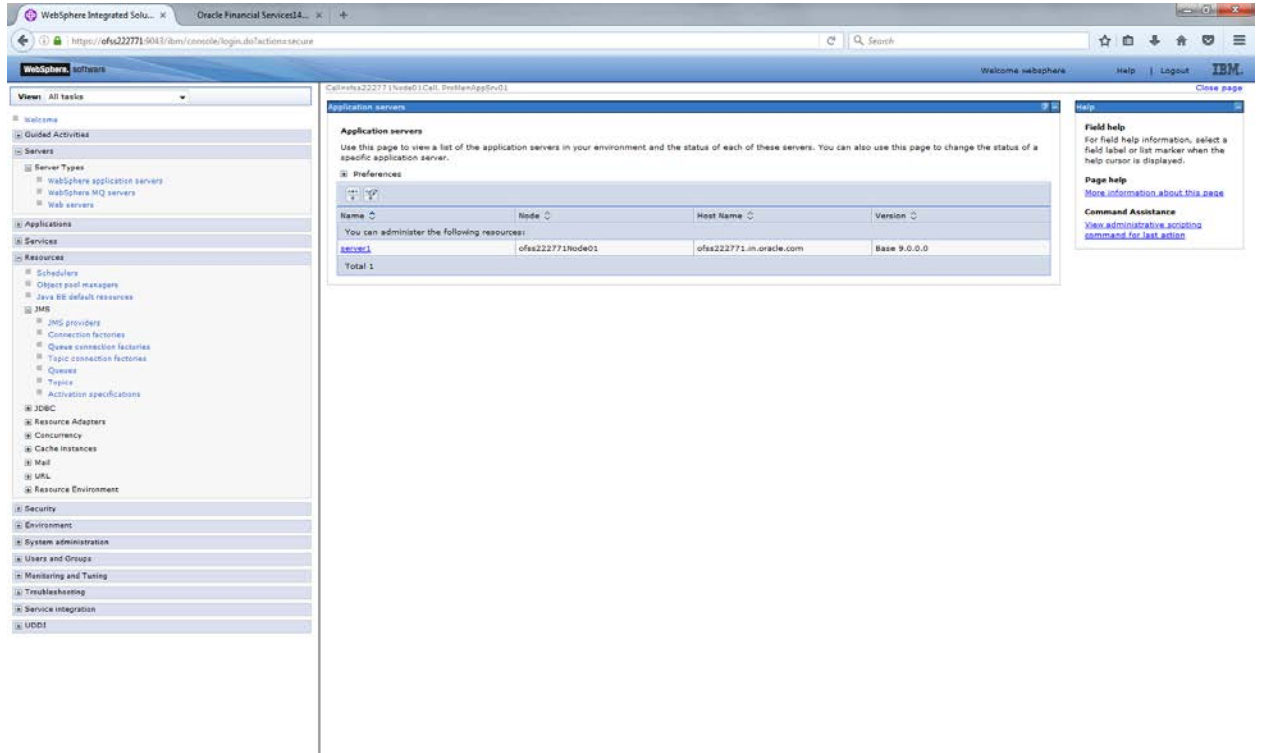 WebSphere Integrated Solu... ×
Oracle Financial Services14... ×
+
https://ofss222771:9043/ibm/console/login.do?action=secure
Search
WebSphere. software
Welcome websphere
Help | Logout
IBM.
View: All tasks
Cell=ofss222771Node01Cell, Profile=AppSrv01
Close page
Welcome
Guided Activities
Servers
Server Types
WebSphere application servers
WebSphere MQ servers
Web servers
Applications
Services
Resources
Schedulers
Object pool managers
Java EE default resources
JMS
JMS providers
Connection factories
Queue connection factories
Topic connection factories
Queues
Topics
Activation specifications
JDBC
Resource Adapters
Concurrency
Cache instances
Mail
URL
Resource Environment
Security
Environment
System administration
Users and Groups
Monitoring and Tuning
Troubleshooting
Service integration
UDDI
Application servers
Application servers
Use this page to view a list of the application servers in your environment and the status of each of these servers. You can also use this page to change the status of a
specific application server.
Preferences
Name
Node
Host Name
Version
You can administer the following resources:
server1
ofss222771Node01
ofss222771.in.oracle.com
Base 9.0.0.0
Total 1
Help
Field help
For field help information, select a
field label or list marker when the
help cursor is displayed.
Page help
More information about this page
Command Assistance
View administrative scripting
command for last action